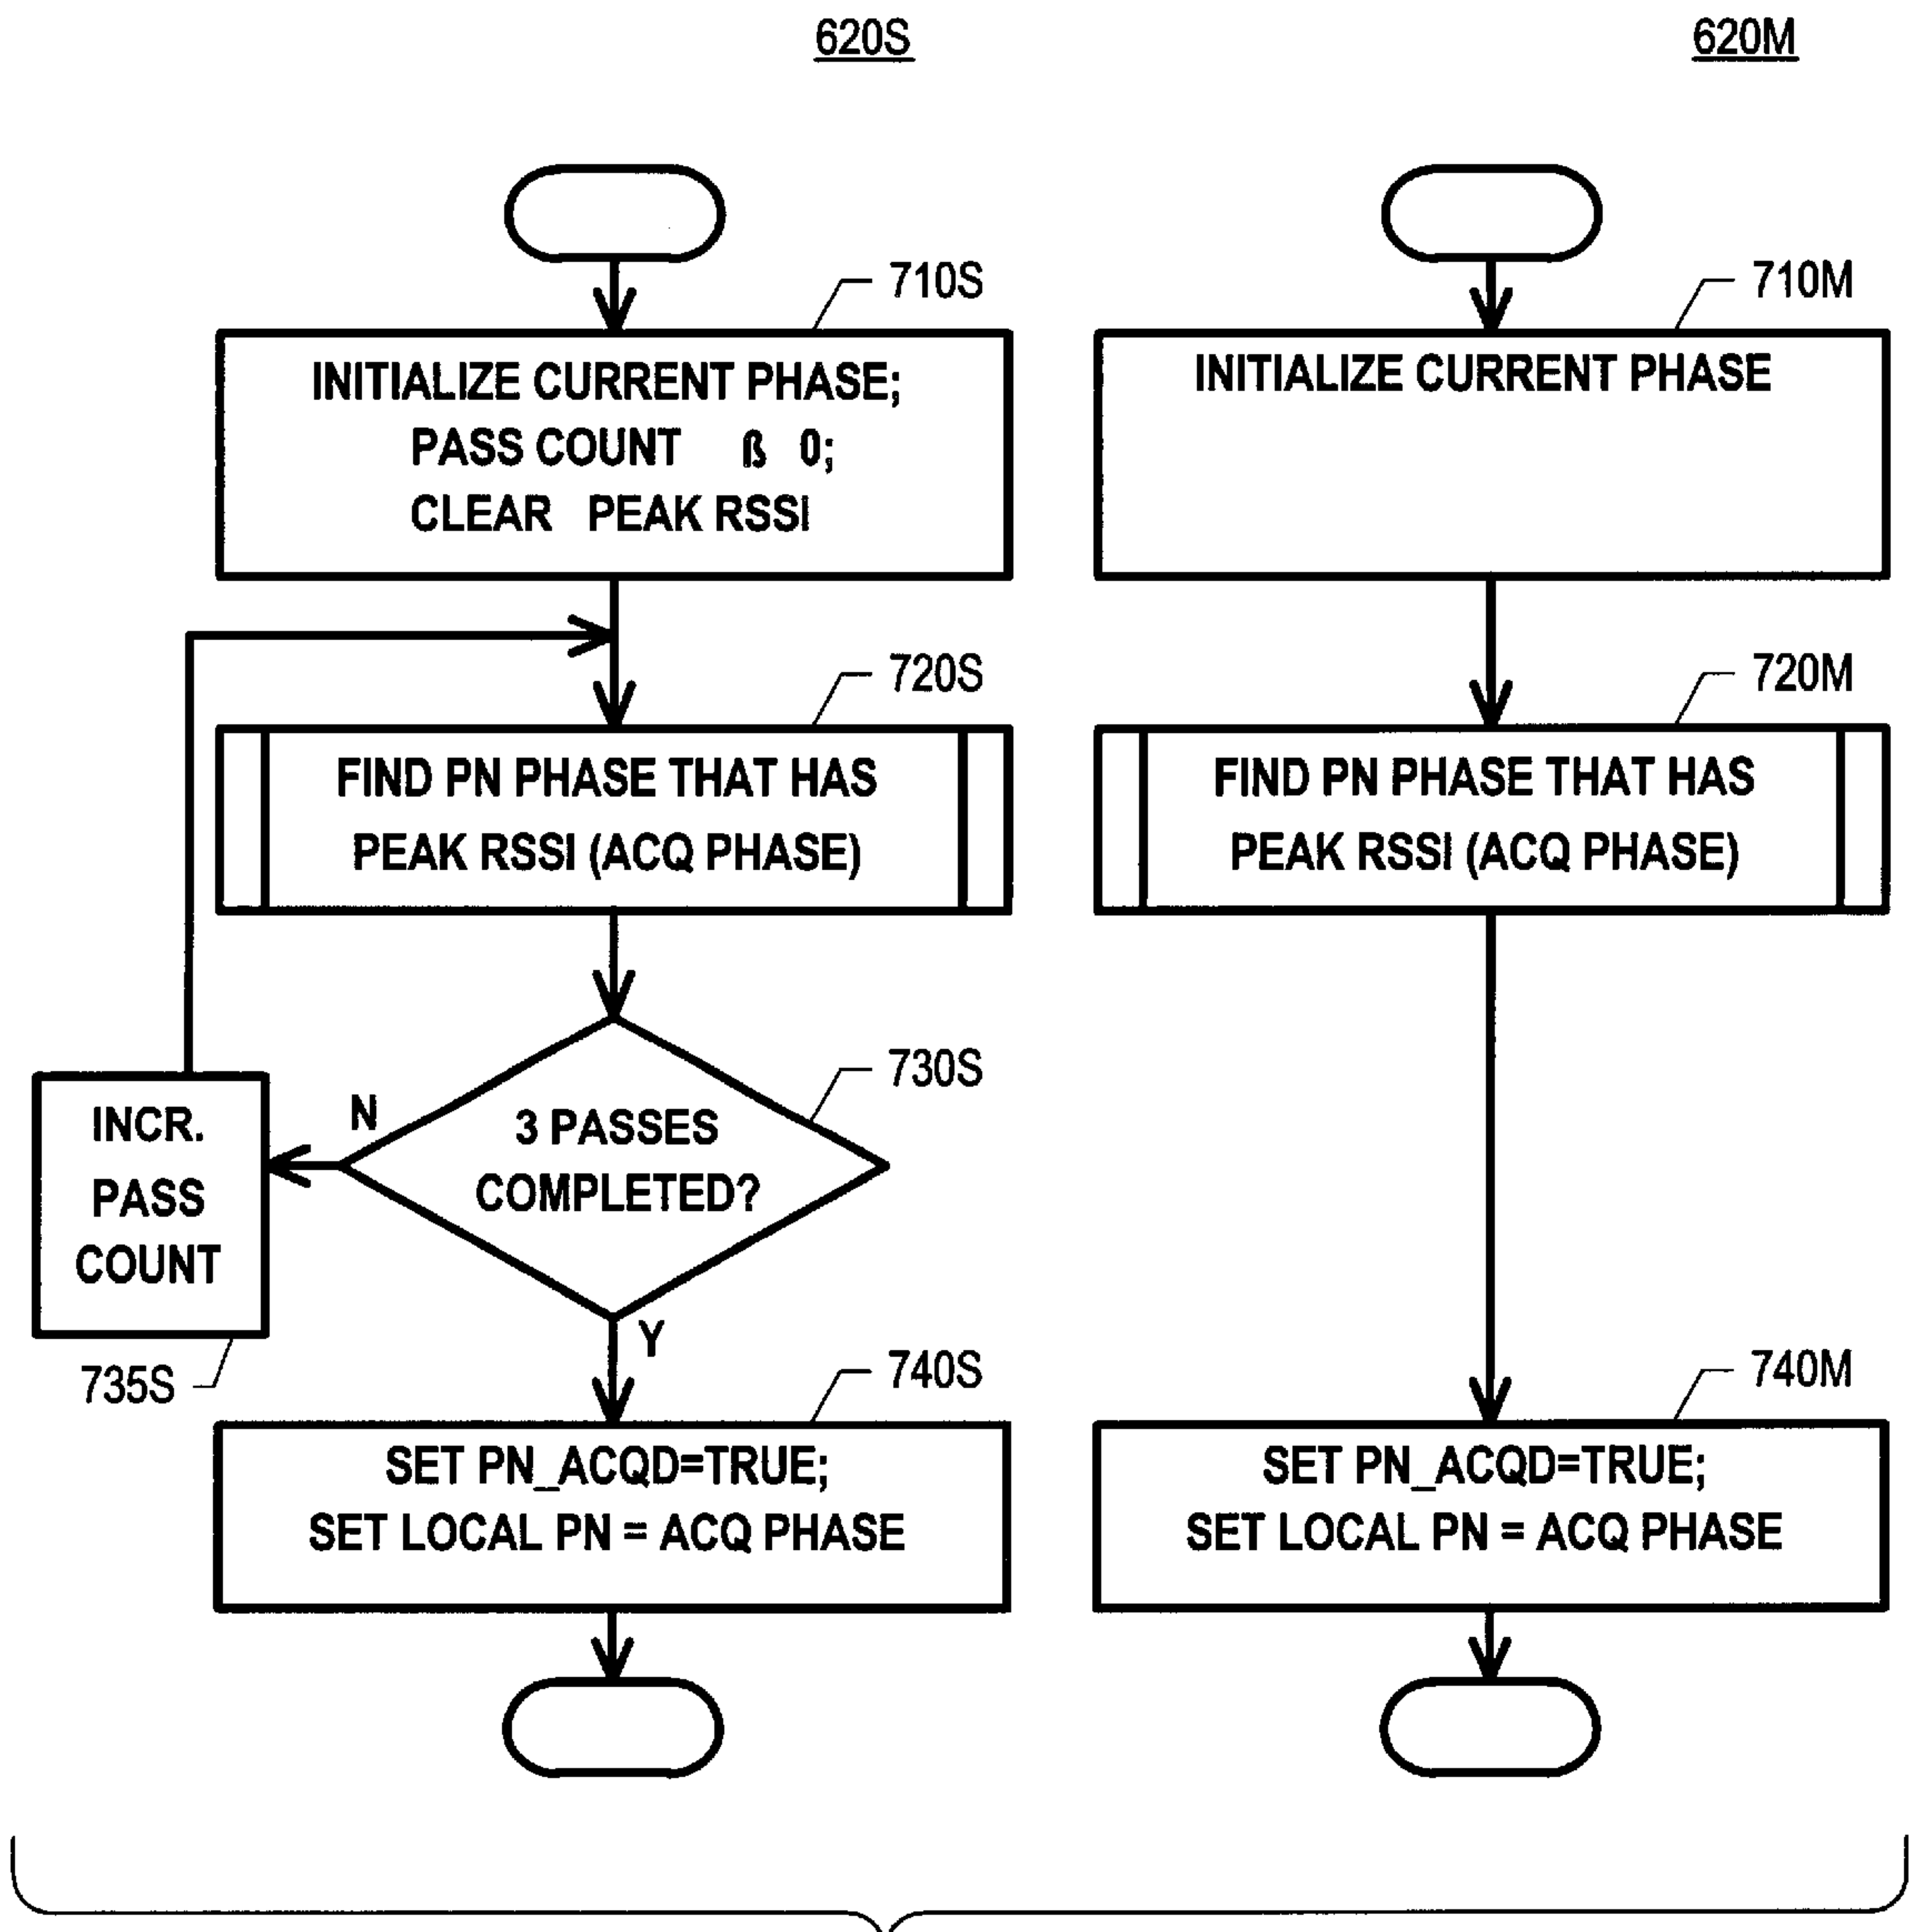 620S
620M
710S
INITIALIZE CURRENT PHASE;
PASS COUNT ß 0;
CLEAR PEAK RSSI
710M
INITIALIZE CURRENT PHASE
720S
FIND PN PHASE THAT HAS
PEAK RSSI (ACQ PHASE)
720M
FIND PN PHASE THAT HAS
PEAK RSSI (ACQ PHASE)
730S
3 PASSES
COMPLETED?
N
Y
INCR.
PASS
COUNT
735S
740S
SET PN_ACQD=TRUE;
SET LOCAL PN = ACQ PHASE
740M
SET PN_ACQD=TRUE;
SET LOCAL PN = ACQ PHASE